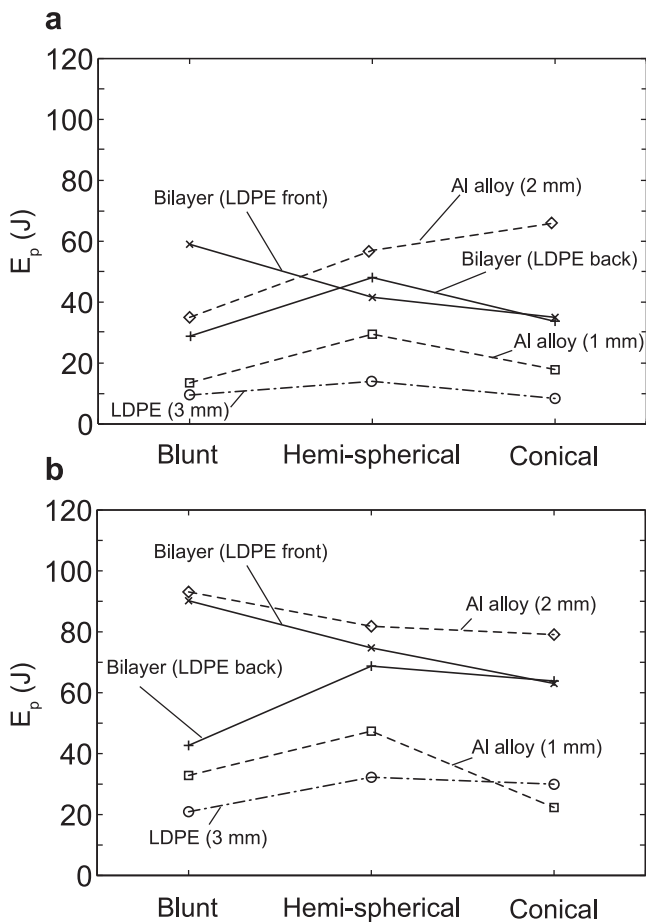 a
120
100
80
60
40
20
0
E_p (J)
Bilayer (LDPE front)
Al alloy (2 mm)
Bilayer (LDPE back)
Al alloy (1 mm)
LDPE (3 mm)
Blunt Hemi-spherical Conical
b
120
100
80
60
40
20
0
E_p (J)
Bilayer (LDPE front)
Al alloy (2 mm)
Bilayer (LDPE back)
Al alloy (1 mm)
LDPE (3 mm)
Blunt Hemi-spherical Conical